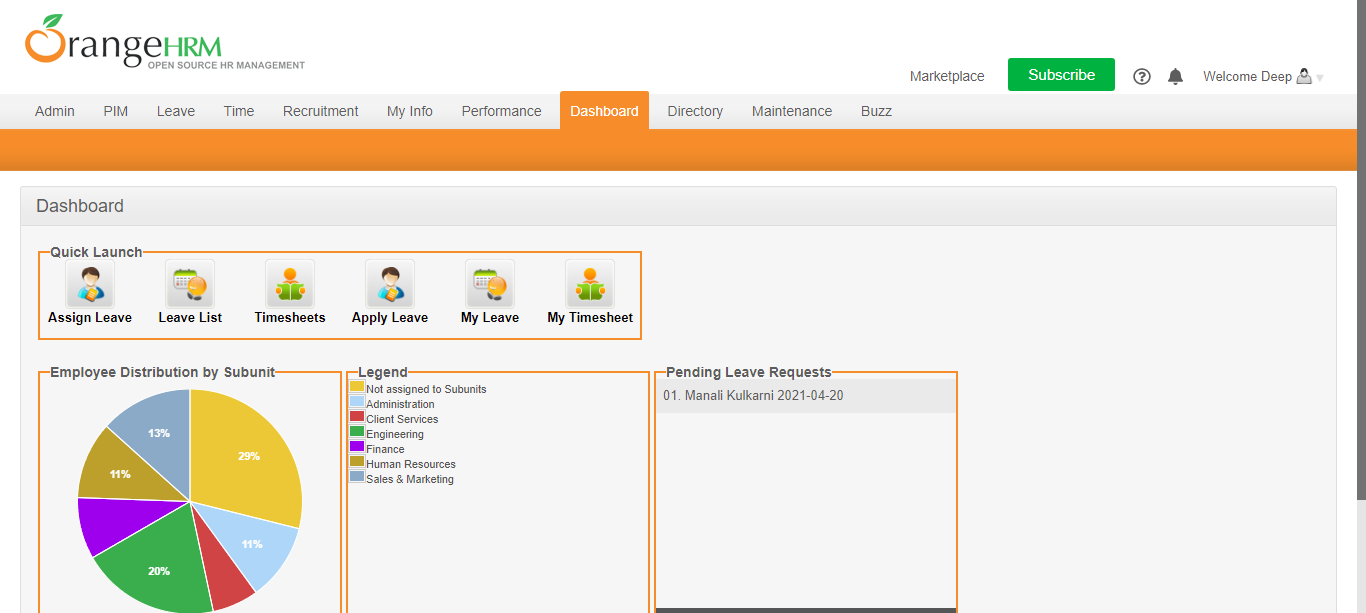 OrangeHRM
OPEN SOURCE HR MANAGEMENT
Marketplace Subscribe Welcome Deep
Admin PIM Leave Time Recruitment My Info Performance Dashboard Directory Maintenance Buzz
Dashboard
Quick Launch
Assign Leave Leave List Timesheets Apply Leave My Leave My Timesheet
Employee Distribution by Subunit
13%
29%
11%
11%
20%
Legend
Not assigned to Subunits
Administration
Client Services
Engineering
Finance
Human Resources
Sales & Marketing
Pending Leave Requests
01. Manali Kulkarni 2021-04-20